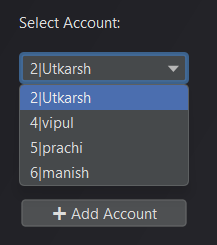 Select Account:
2|Utkarsh
2|Utkarsh
4|vipul
5|prachi
6|manish
+ Add Account